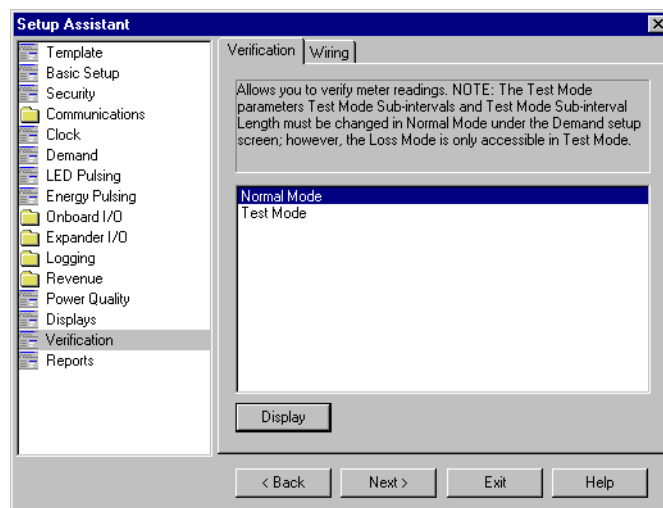 Setup Assistant
Template
Basic Setup
Security
Communications
Clock
Demand
LED Pulsing
Energy Pulsing
Onboard I/O
Expander I/O
Logging
Revenue
Power Quality
Displays
Verification
Reports
Verification
Wiring
Allows you to verify meter readings. NOTE: The Test Mode
parameters Test Mode Sub-intervals and Test Mode Sub-interval
Length must be changed in Normal Mode under the Demand setup
screen; however, the Loss Mode is only accessible in Test Mode.
Normal Mode
Test Mode
Display
< Back
Next >
Exit
Help